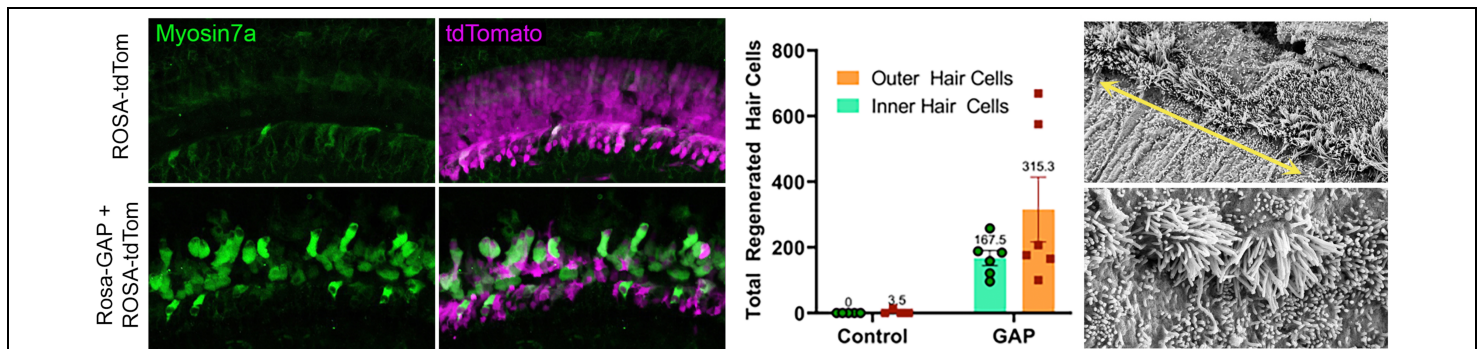 ROSA-tdTom
Rosa-GAP +
ROSA-tdTom
Myosin7a
tdTomato
Total Regenerated Hair Cells
800
600
400
200
0
Outer Hair Cells
Inner Hair Cells
0
3.5
167.5
315.3
Control
GAP